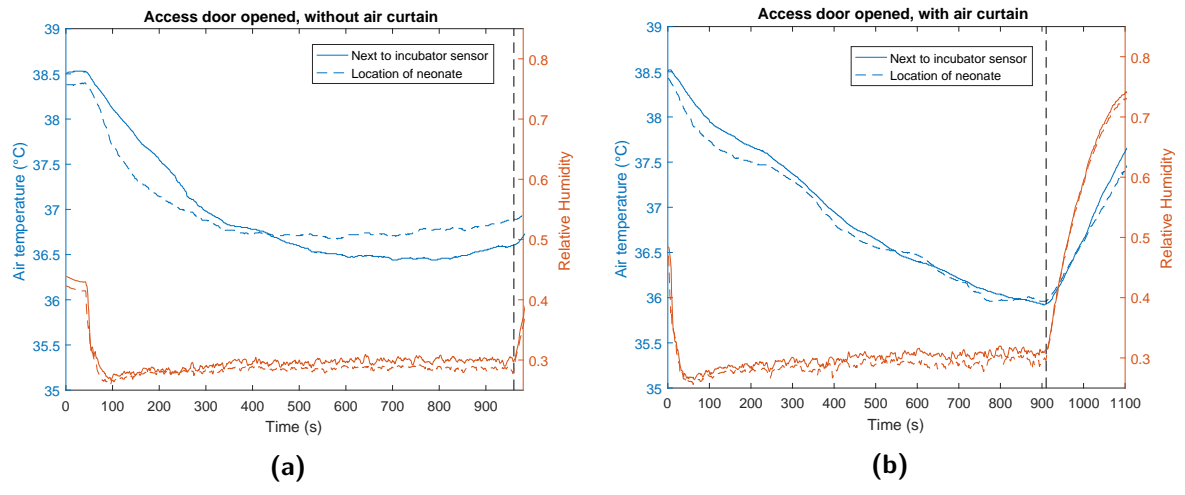 Access door opened, without air curtain
39
38.5
38
37.5
37
36.5
36
35.5
35
Air temperature (°C)
Next to incubator sensor
Location of neonate
0.8
0.7
0.6
0.5
0.4
0.3
Relative Humidity
0 100 200 300 400 500 600 700 800 900
Time (s)
(a)
Access door opened, with air curtain
39
38.5
38
37.5
37
36.5
36
35.5
35
Air temperature (°C)
Next to incubator sensor
Location of neonate
0.8
0.7
0.6
0.5
0.4
0.3
Relative Humidity
0 100 200 300 400 500 600 700 800 900 1000 1100
Time (s)
(b)